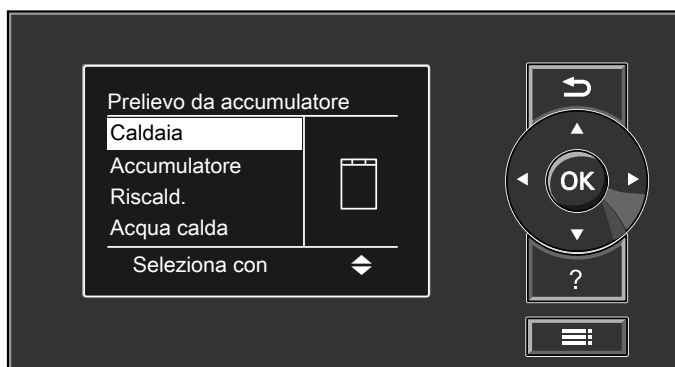 Prelievo da accumulatore
Caldaia
Accumulatore
Riscald.
Acqua calda
Seleziona con
OK
?